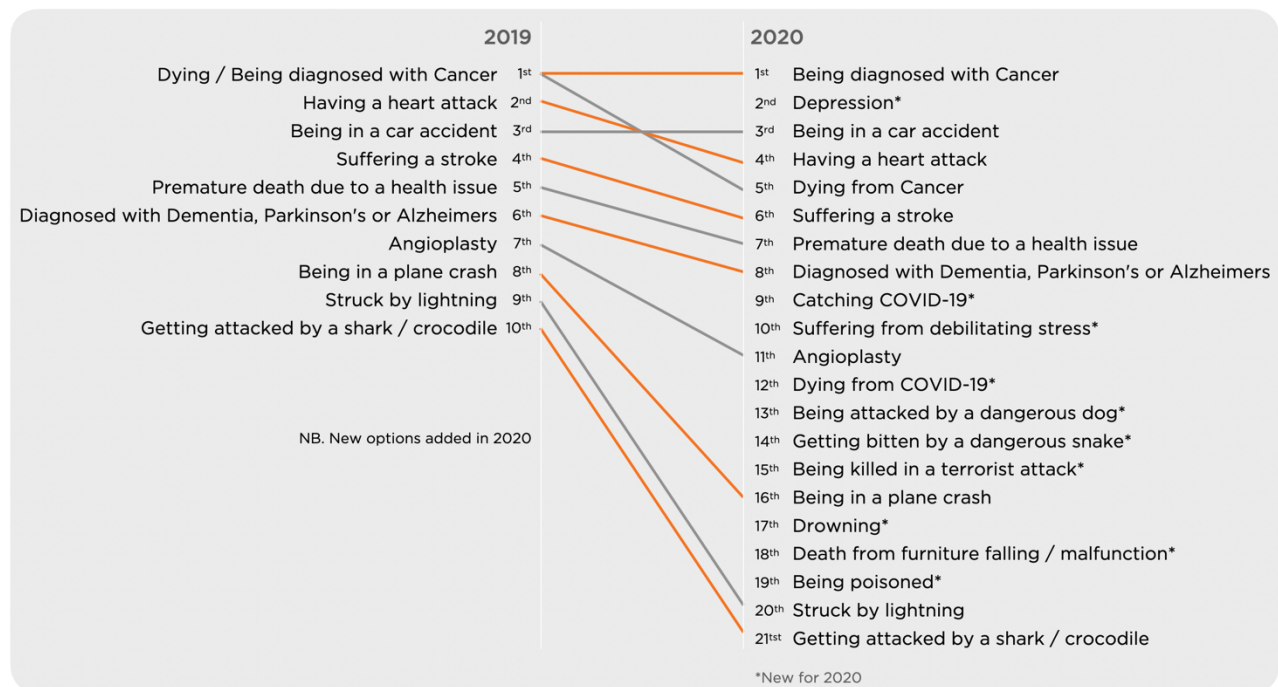 2019
Dying / Being diagnosed with Cancer 1st
Having a heart attack 2nd
Being in a car accident 3rd
Suffering a stroke 4th
Premature death due to a health issue 5th
Diagnosed with Dementia, Parkinson's or Alzheimers 6th
Angioplasty 7th
Being in a plane crash 8th
Struck by lightning 9th
Getting attacked by a shark / crocodile 10th
NB. New options added in 2020
2020
1st Being diagnosed with Cancer
2nd Depression*
3rd Being in a car accident
4th Having a heart attack
5th Dying from Cancer
6th Suffering a stroke
7th Premature death due to a health issue
8th Diagnosed with Dementia, Parkinson's or Alzheimers
9th Catching COVID-19*
10th Suffering from debilitating stress*
11th Angioplasty
12th Dying from COVID-19*
13th Being attacked by a dangerous dog*
14th Getting bitten by a dangerous snake*
15th Being killed in a terrorist attack*
16th Being in a plane crash
17th Drowning*
18th Death from furniture falling / malfunction*
19th Being poisoned*
20th Struck by lightning
21tst Getting attacked by a shark / crocodile
*New for 2020